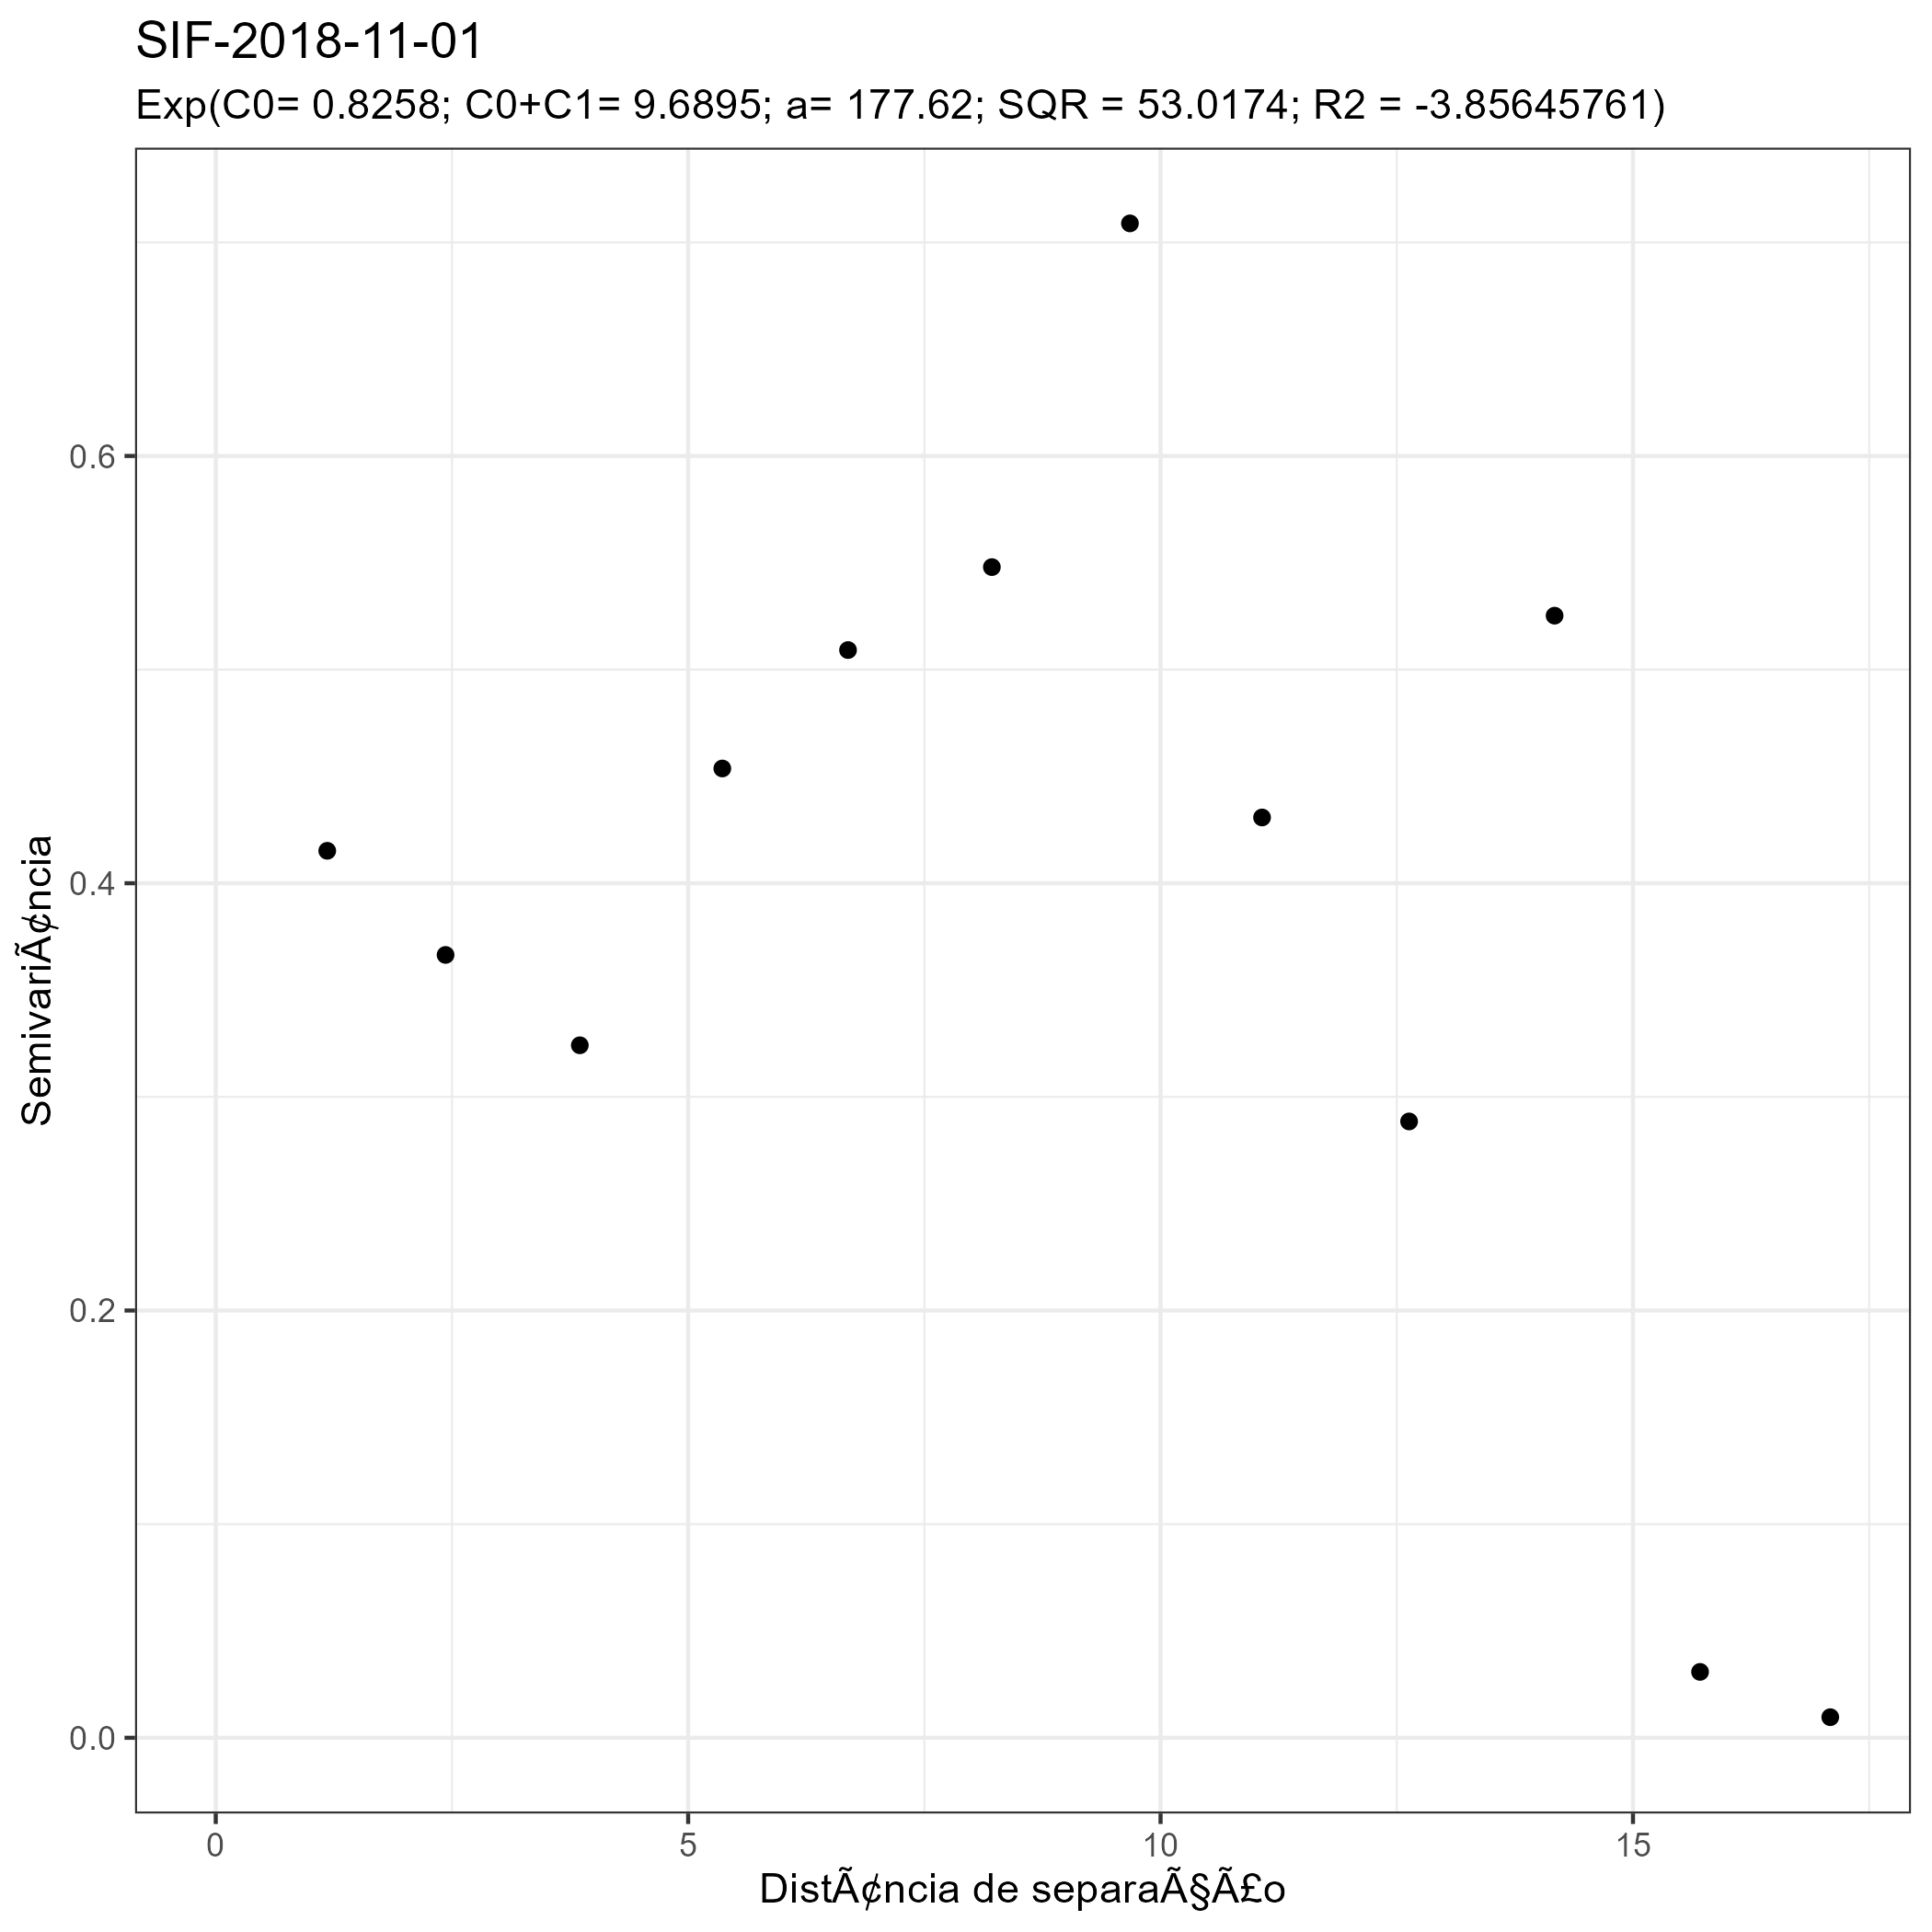 SIF-2018-11-01
Exp(C0= 0.8258; C0+C1= 9.6895; a= 177.62; SQR = 53.0174; R2 = -3.85645761)
SemivariÃ¢ncia
0.6
0.4
0.2
0.0
0 5 10 15
DistÃ¢ncia de separaÃ§Ã£o